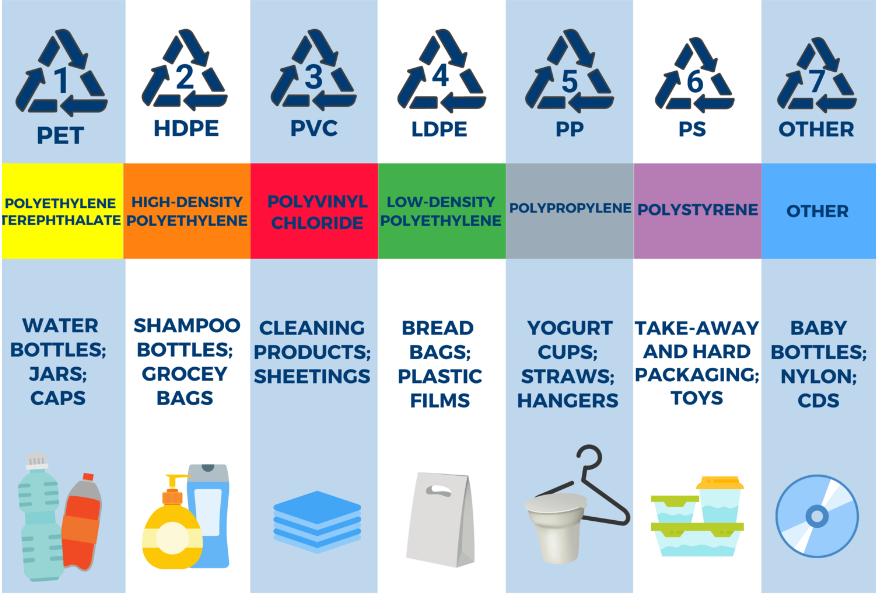 1
PET
POLYETHYLENE
TEREPHTHALATE
WATER
BOTTLES;
JARS;
CAPS
2
HDPE
HIGH-DENSITY
POLYETHYLENE
SHAMPOO
BOTTLES;
GROCEY
BAGS
3
PVC
POLYVINYL
CHLORIDE
CLEANING
PRODUCTS;
SHEETINGS
4
LDPE
LOW-DENSITY
POLYETHYLENE
BREAD
BAGS;
PLASTIC
FILMS
5
PP
POLYPROPYLENE
YOGURT
CUPS;
STRAWS;
HANGERS
6
PS
POLYSTYRENE
TAKE-AWAY
AND HARD
PACKAGING;
TOYS
7
OTHER
OTHER
BABY
BOTTLES;
NYLON;
CDS